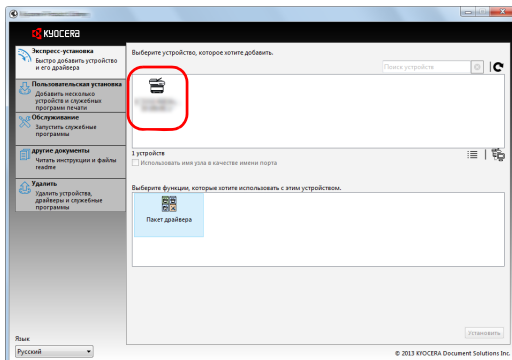 KYOCERA
Экспресс-установка
Быстро добавить устройство
и его драйвера
Пользовательская установка
Добавить несколько
устройств и служебных
программ печати
Обслуживание
Запустить служебные
программы
другие документы
Читать инструкции и файлы
readme
Удалить
Удалить устройства,
драйверы и служебные
программы
Язык
Русский
Выберите устройство, которое хотите добавить.
Поиск устройств
1 устройств
Использовать имя узла в качестве имени порта
Выберите функции, которые хотите использовать с этим устройством.
Пакет драйвера
Установить
© 2013 KYOCERA Document Solutions Inc.